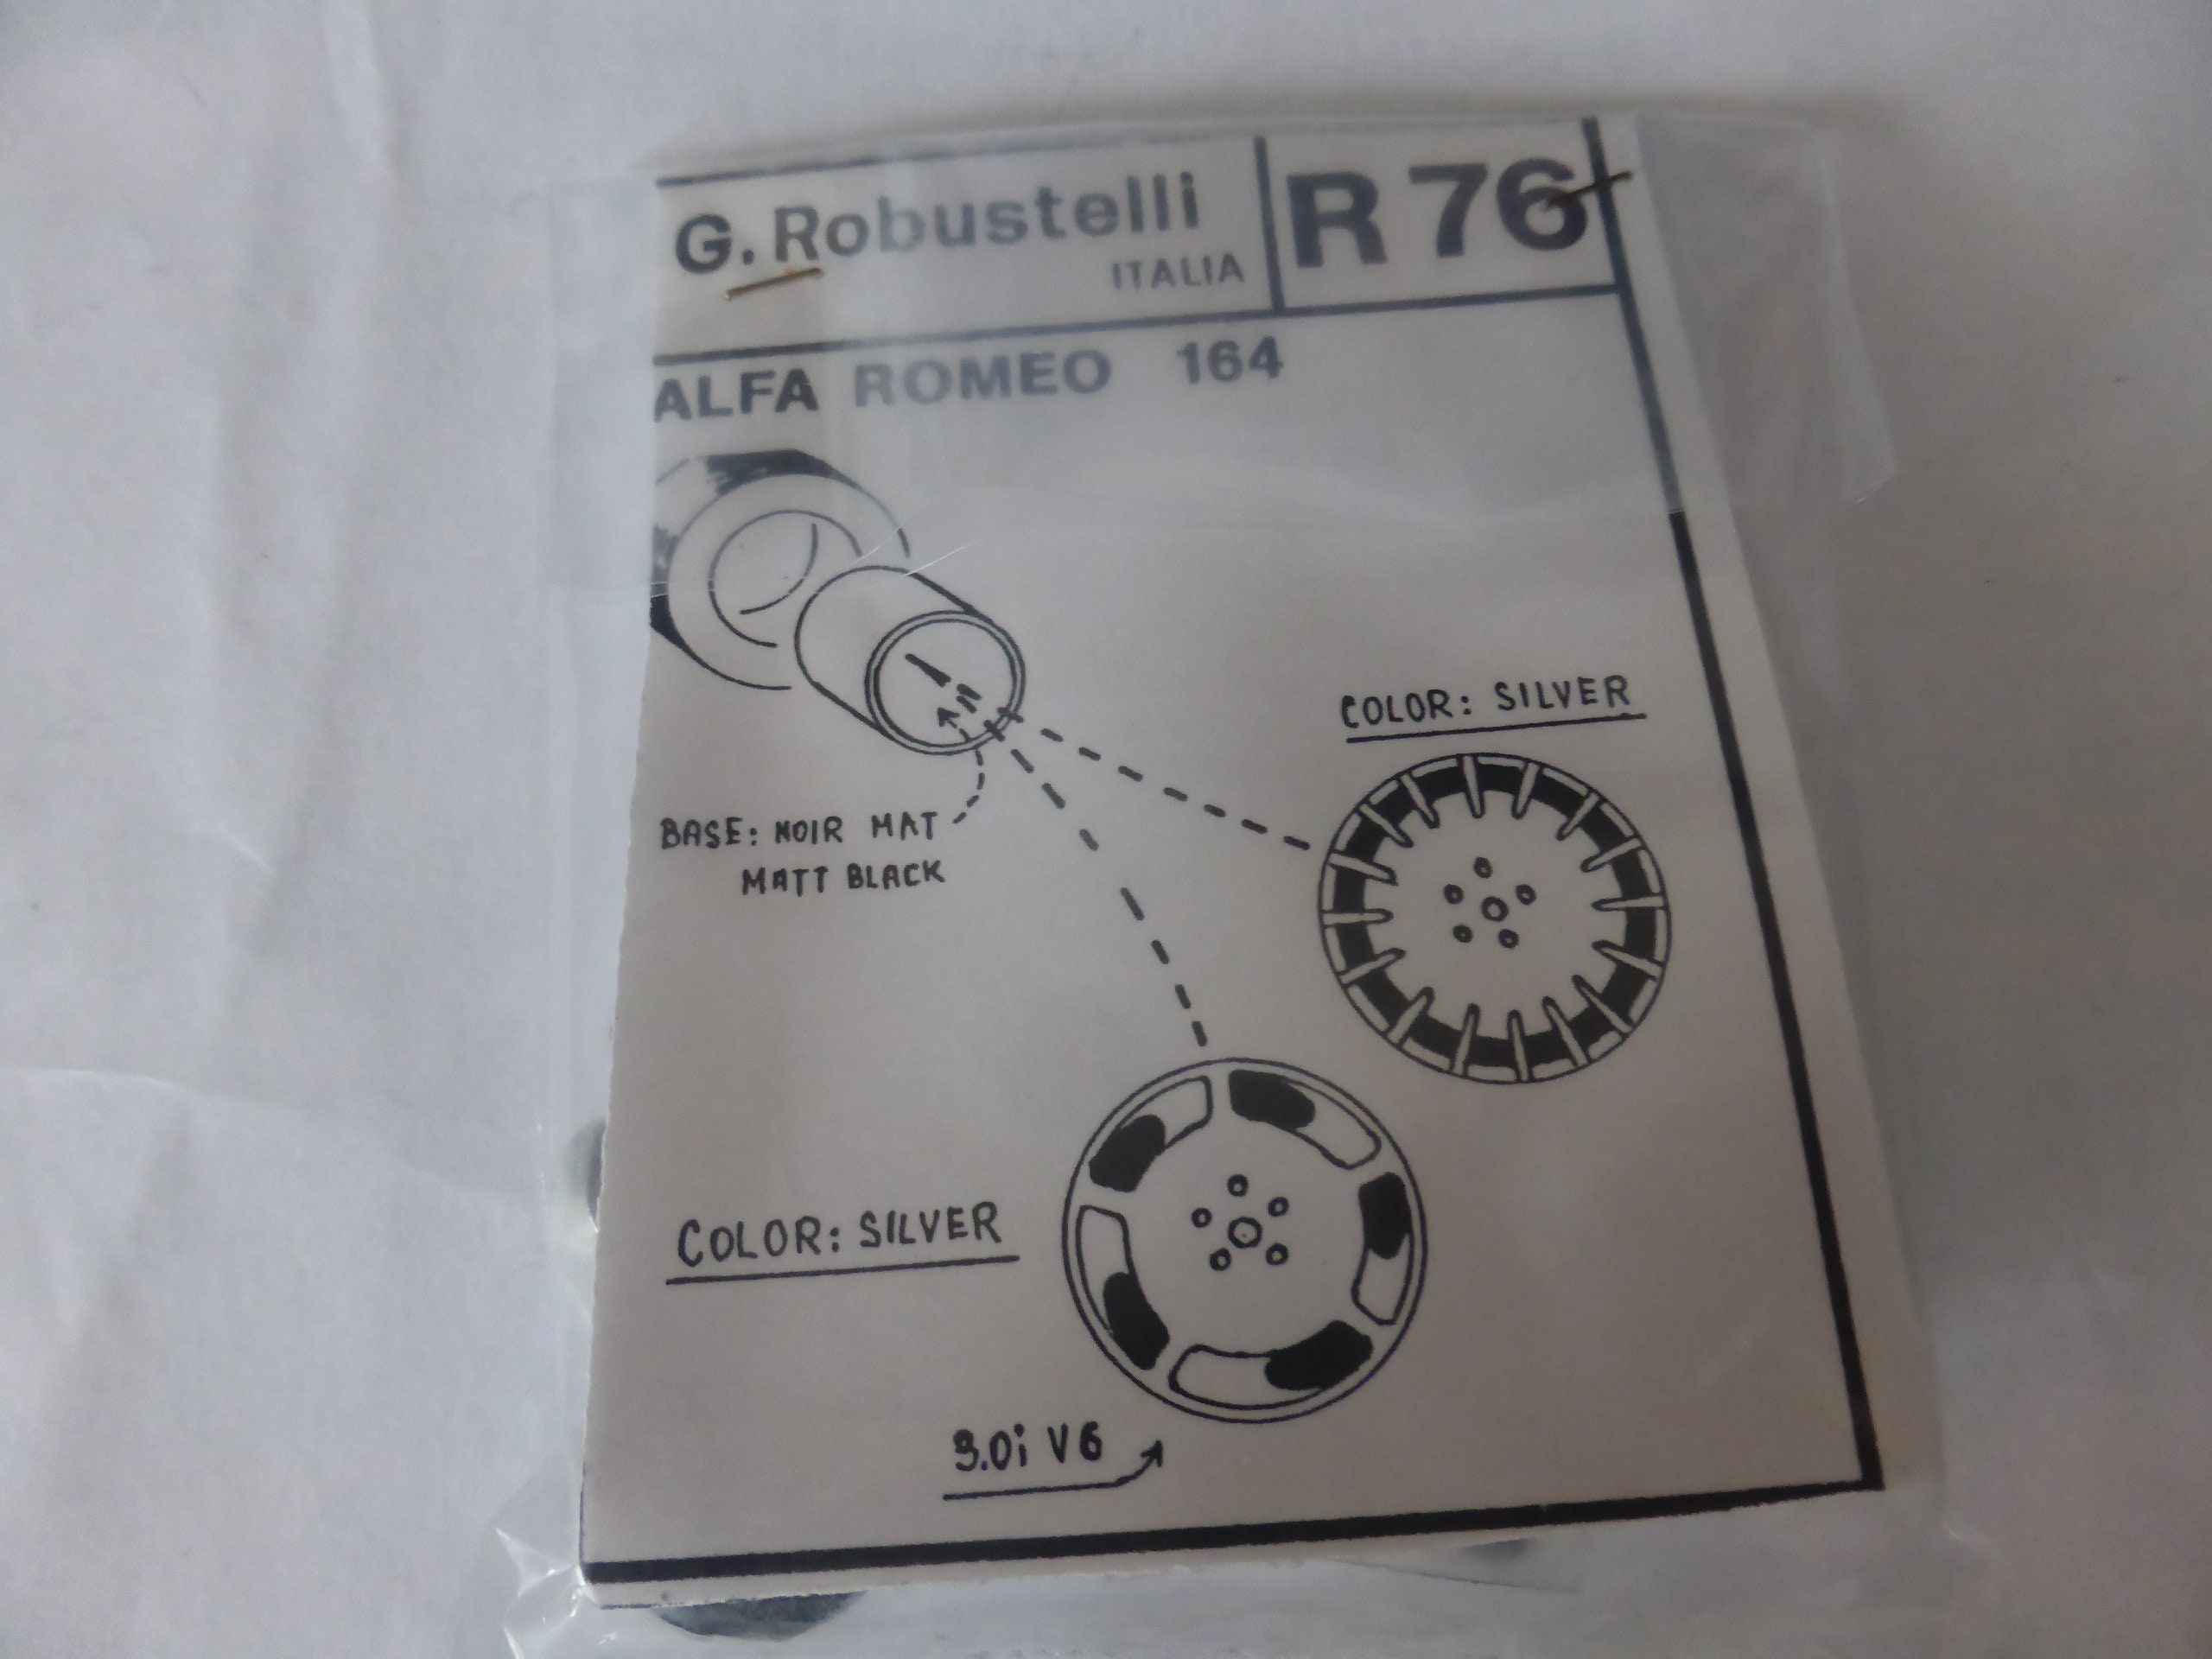 G. Robustelli
ITALIA
R 76
ALFA ROMEO 164
COLOR: SILVER
BASE: NOIR MAT
MATT BLACK
COLOR: SILVER
3.0i V6